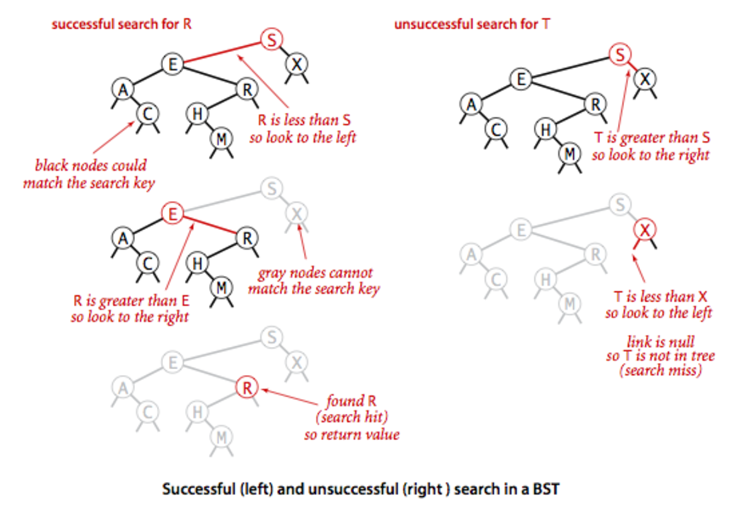 successful search for R
S
E
X
A
R
C
H
M
R is less than S
so look to the left
black nodes could
match the search key
S
E
X
A
R
C
H
M
R is greater than E
so look to the right
gray nodes cannot
match the search key
S
E
X
A
R
C
H
M
found R
(search hit)
so return value
unsuccessful search for T
S
E
X
A
R
C
H
M
T is greater than S
so look to the right
S
E
X
A
R
C
H
M
T is less than X
so look to the left
link is null
so T is not in tree
(search miss)
Successful (left) and unsuccessful (right ) search in a BST